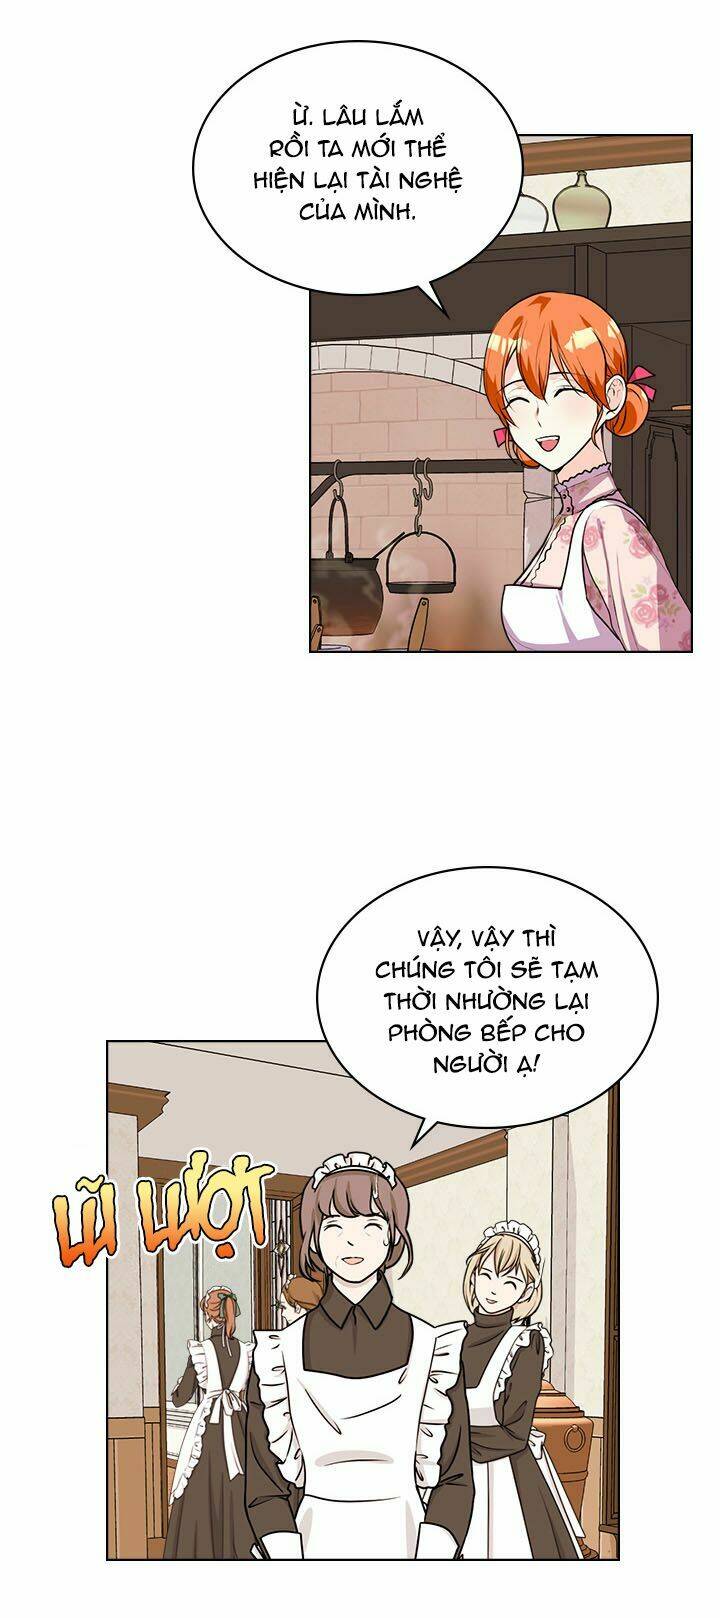 Ừ. LÂU LẮM
RỒI TA MỚI THỂ
HIỆN LẠI TÀI NGHỆ
CỦA MÌNH.
VẬY, VẬY THÌ
CHÚNG TÔI SẼ TẠM
THỜI NHƯỜNG LẠI
PHÒNG BẾP CHO
NGƯỜI Ạ!
LŨ LƯỢT